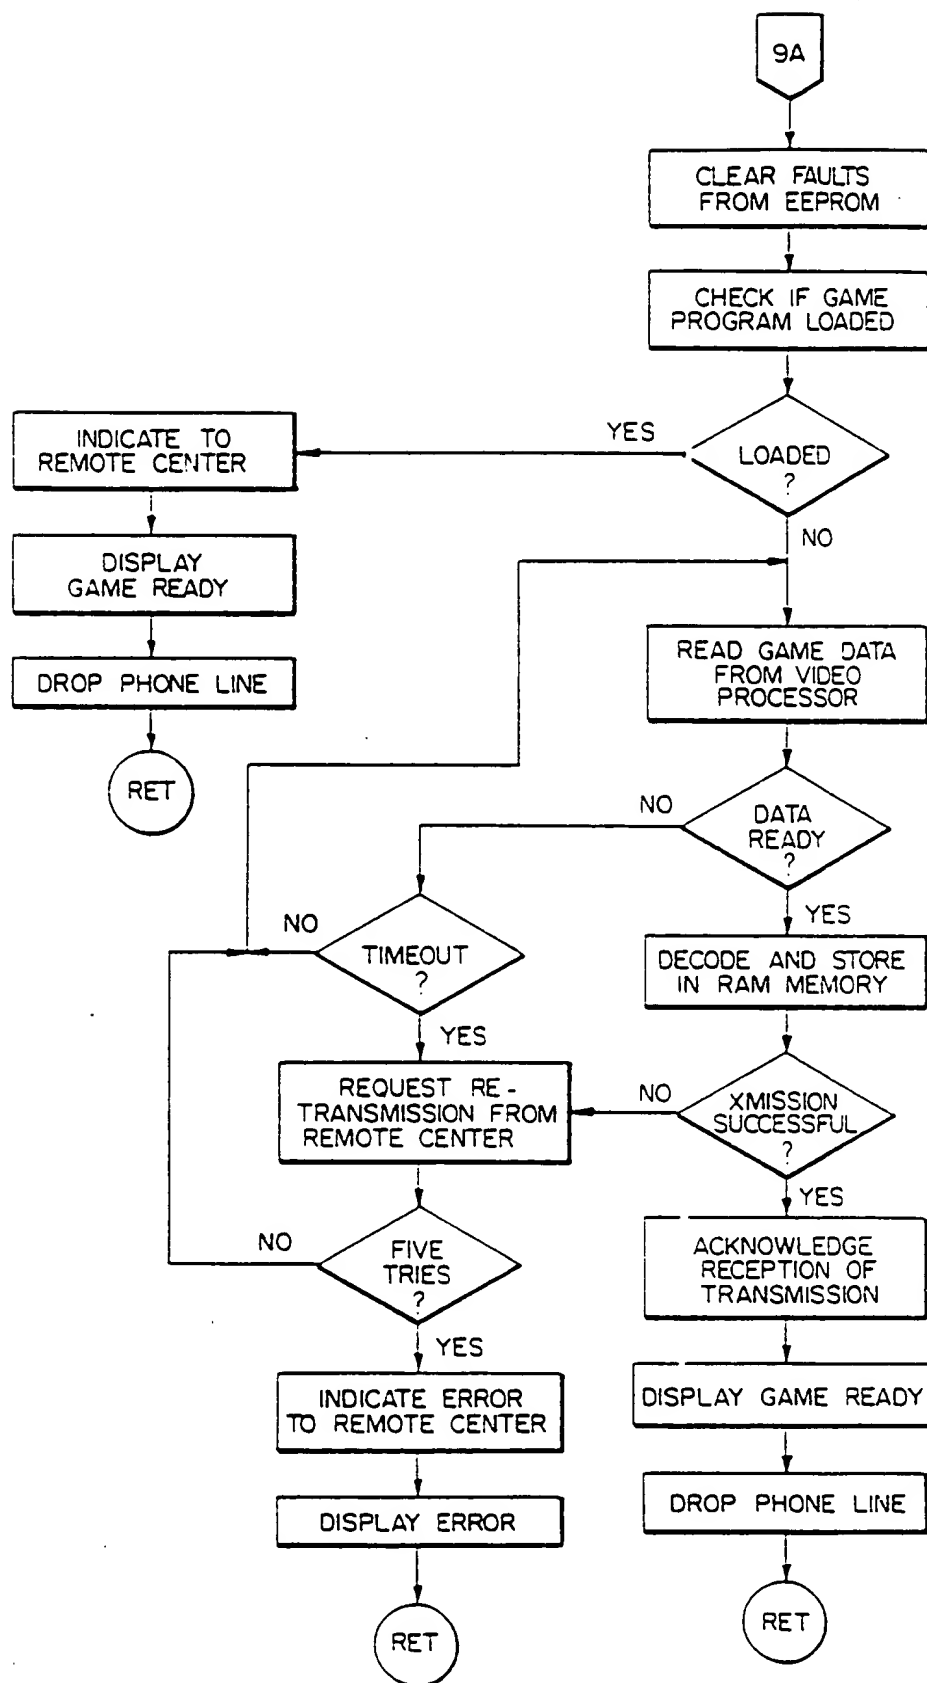 9A
CLEAR FAULTS
FROM EEPROM
CHECK IF GAME
PROGRAM LOADED
YES
LOADED
?
NO
INDICATE TO
REMOTE CENTER
DISPLAY
GAME READY
DROP PHONE LINE
RET
READ GAME DATA
FROM VIDEO
PROCESSOR
NO
DATA
READY
?
YES
NO
TIMEOUT
?
YES
DECODE AND STORE
IN RAM MEMORY
REQUEST RE-
TRANSMISSION FROM
REMOTE CENTER
NO
XMISSION
SUCCESSFUL
?
YES
NO
FIVE
TRIES
?
YES
ACKNOWLEDGE
RECEPTION OF
TRANSMISSION
INDICATE ERROR
TO REMOTE CENTER
DISPLAY GAME READY
DISPLAY ERROR
DROP PHONE LINE
RET
RET